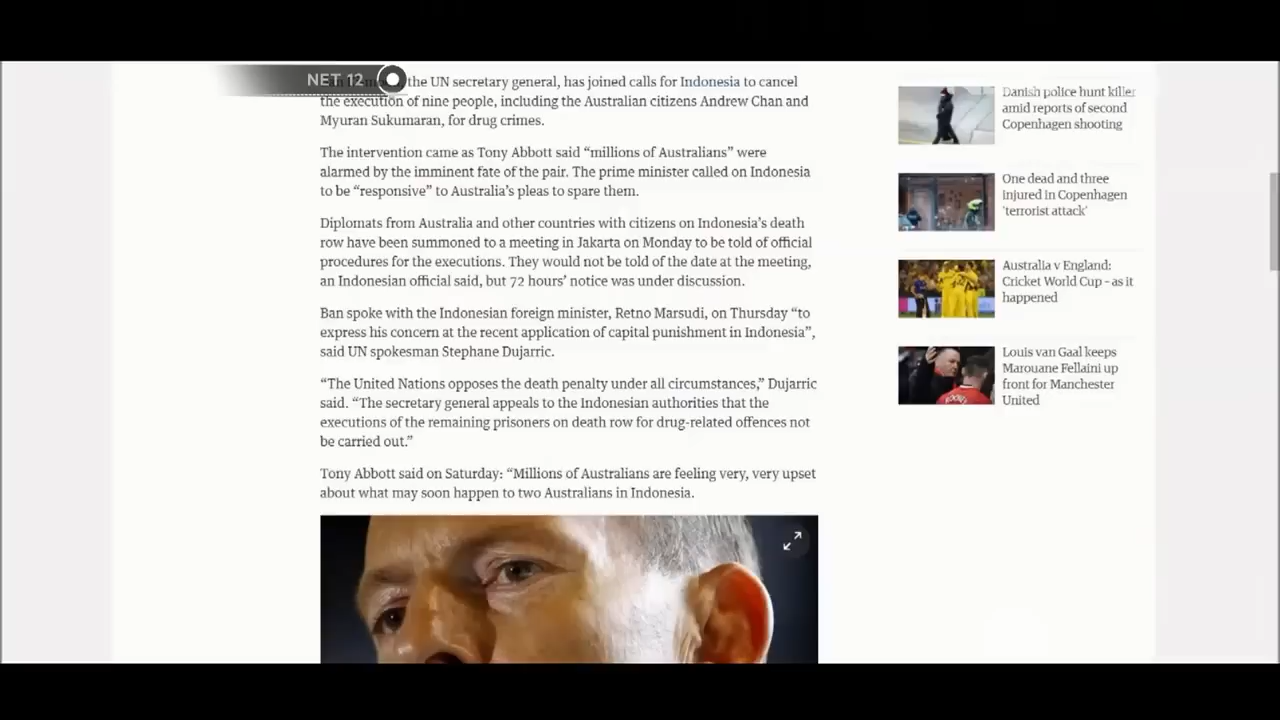 NET 12
the UN secretary general, has joined calls for Indonesia to cancel
the execution of nine people, including the Australian citizens Andrew Chan and
Myuran Sukumaran, for drug crimes.
The intervention came as Tony Abbott said “millions of Australians” were
alarmed by the imminent fate of the pair. The prime minister called on Indonesia
to be “responsive” to Australia’s pleas to spare them.
Diplomats from Australia and other countries with citizens on Indonesia’s death
row have been summoned to a meeting in Jakarta on Monday to be told of official
procedures for the executions. They would not be told of the date at the meeting,
an Indonesian official said, but 72 hours’ notice was under discussion.
Ban spoke with the Indonesian foreign minister, Retno Marsudi, on Thursday “to
express his concern at the recent application of capital punishment in Indonesia”,
said UN spokesman Stephane Dujarric.
“The United Nations opposes the death penalty under all circumstances,” Dujarric
said. “The secretary general appeals to the Indonesian authorities that the
executions of the remaining prisoners on death row for drug-related offences not
be carried out.”
Tony Abbott said on Saturday: “Millions of Australians are feeling very, very upset
about what may soon happen to two Australians in Indonesia.
Danish police hunt killer
amid reports of second
Copenhagen shooting
One dead and three
injured in Copenhagen
‘terrorist attack’
Australia v England:
Cricket World Cup – as it
happened
Louis van Gaal keeps
Marouane Fellaini up
front for Manchester
United
ROONEY